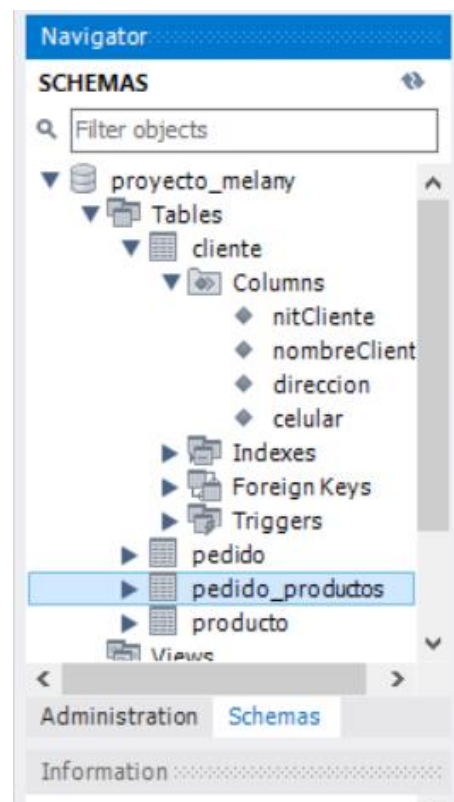 Navigator
SCHEMAS
Filter objects
proyecto_melany
Tables
cliente
Columns
nitCliente
nombreClient
direccion
celular
Indexes
Foreign Keys
Triggers
pedido
pedido_productos
producto
Views
Administration Schemas
Information